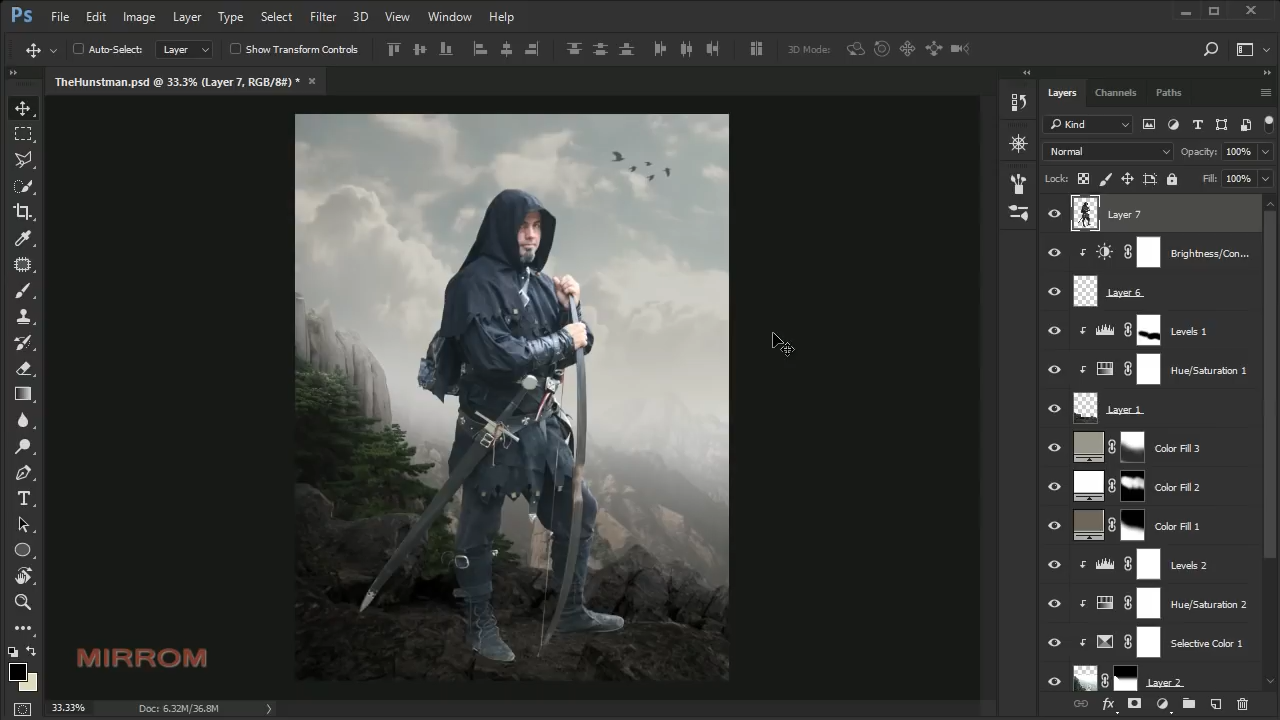 Ps File Edit Image Layer Type Select Filter 3D View Window Help
Auto-Select: Layer Show Transform Controls 3D Mode:
TheHunstman.psd @ 33.3% (Layer 7, RGB/8#) * ×
Layers Channels Paths
Kind
Normal Opacity: 100%
Lock: Fill: 100%
Layer 7
Brightness/Con...
Layer 6
Levels 1
Hue/Saturation 1
Layer 1
Color Fill 3
Color Fill 2
Color Fill 1
Levels 2
Hue/Saturation 2
Selective Color 1
Layer 2
MIRROM
33.33% Doc: 6.32M/36.8M